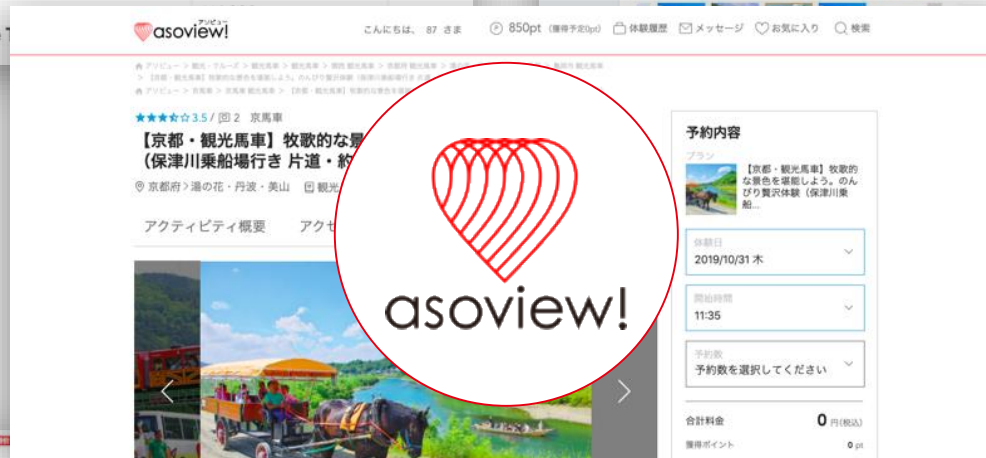 アソビュー
asoview!
こんにちは、 87 さま
850pt (獲得予定0pt)
体験履歴
メッセージ
お気に入り
検索
3.5 / 2 京馬車
【京都・観光馬車】牧歌的な景
（保津川乗船場行き 片道・約
京都府>湯の花・丹波・美山
観光
アクティビティ概要
アクセ
asoview!
予約内容
プラン
【京都・観光馬車】牧歌的
な景色を堪能しよう。のん
びり贅沢体験（保津川乗
船...
体験日
2019/10/31 木
開始時間
11:35
予約数
予約数を選択してください
合計料金
0 円(税込)
獲得ポイント
0 pt